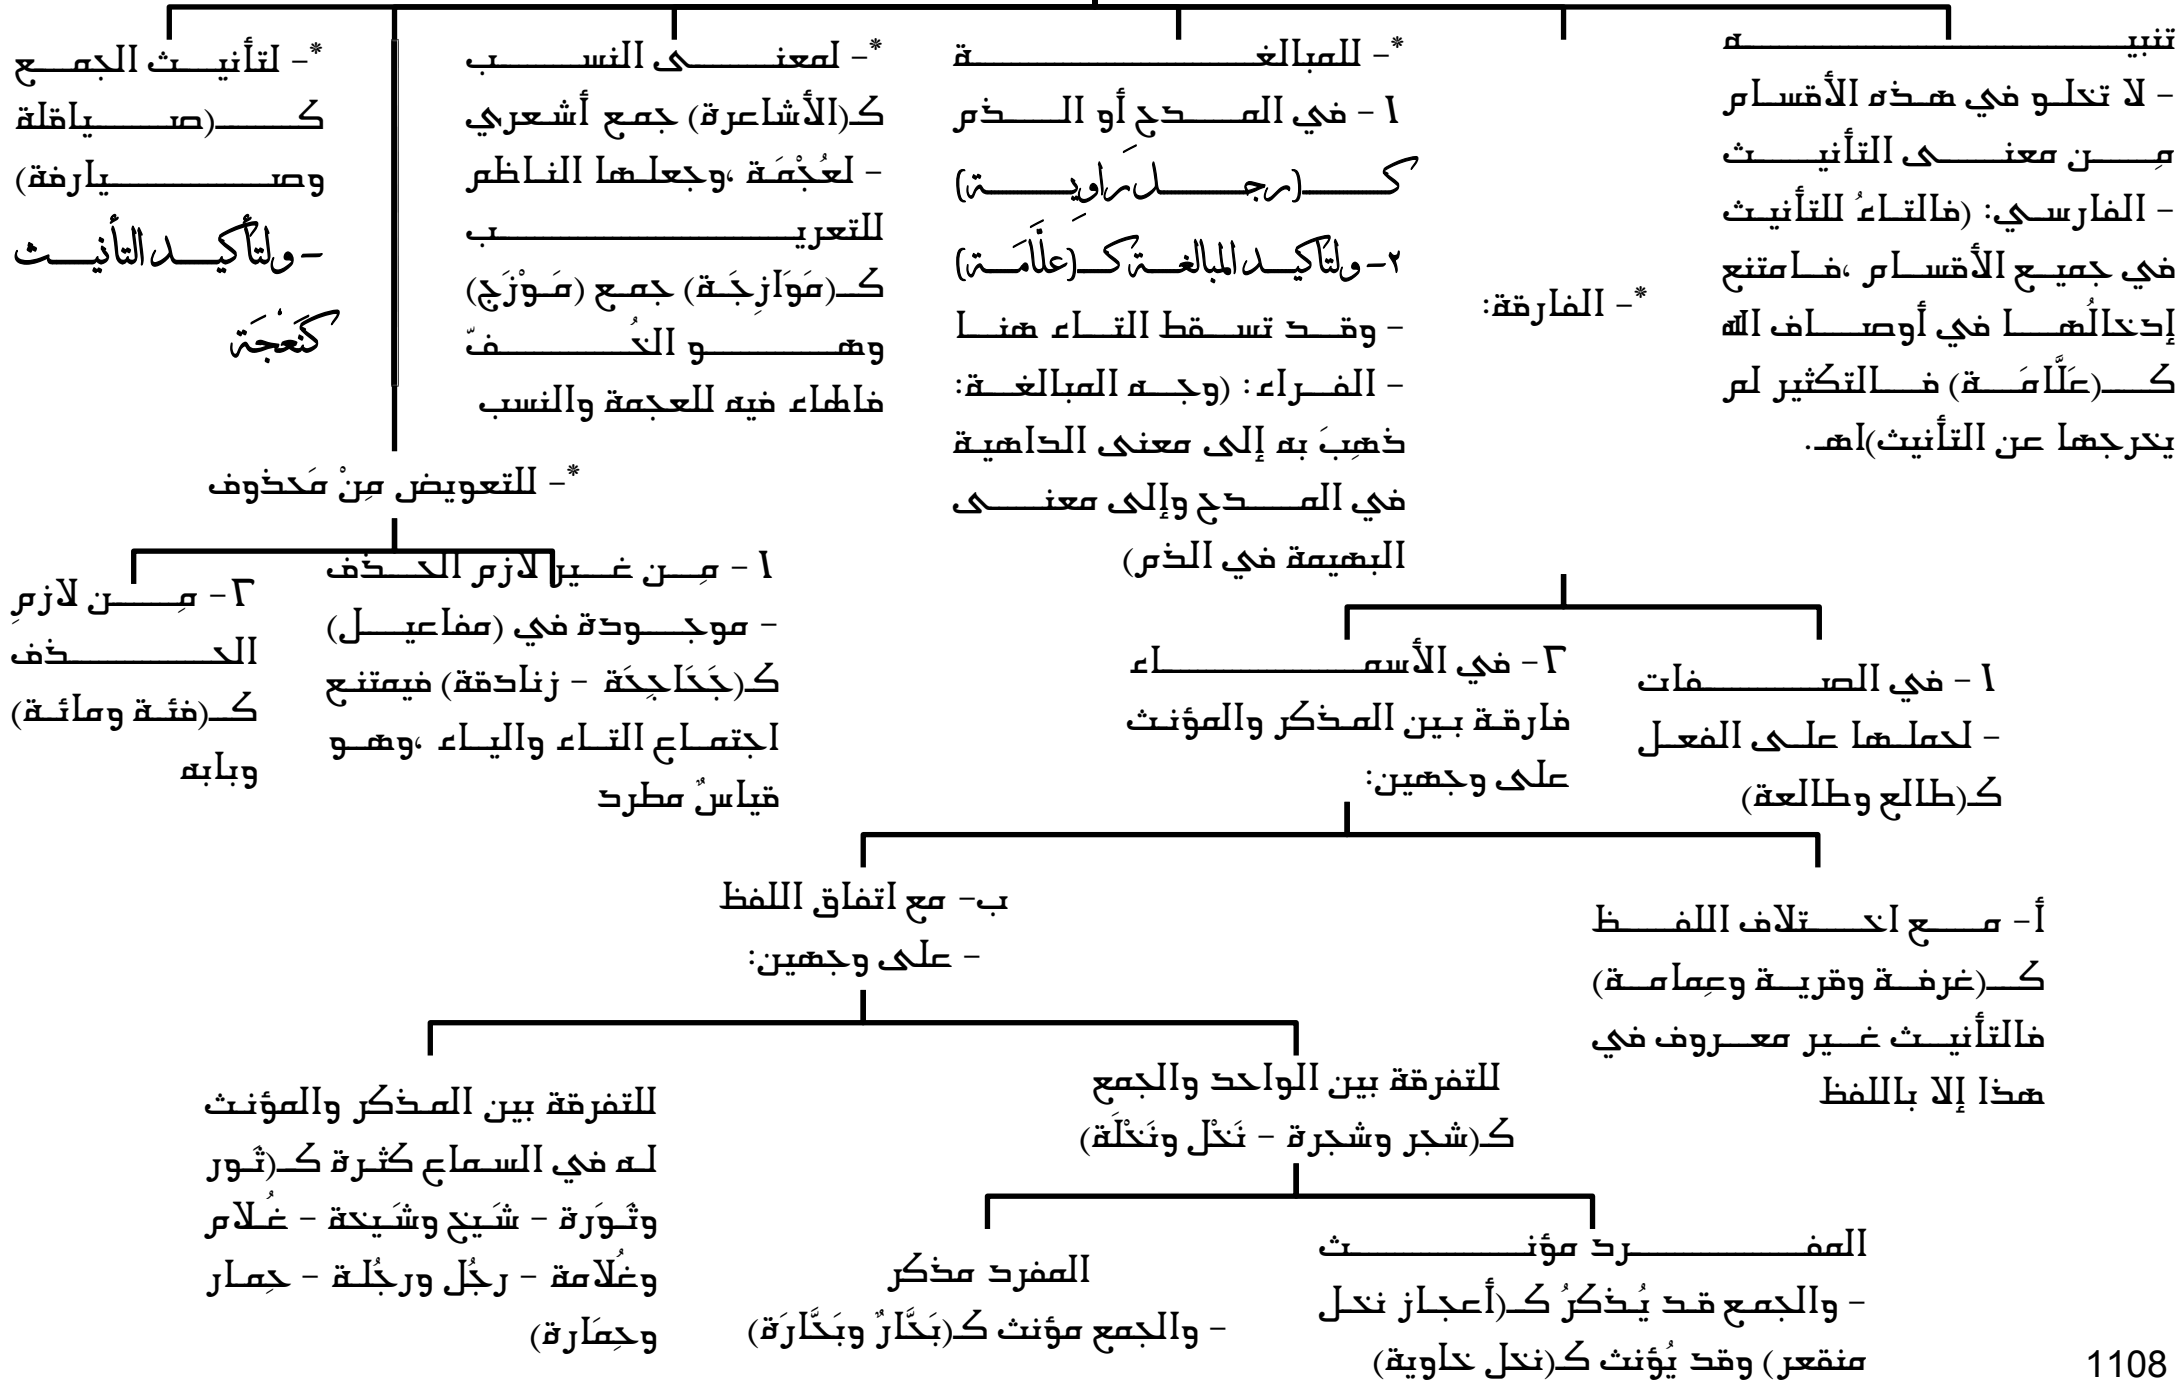 تنبيه
- لا تخلو في هذه الأقسام
مِن معنى التأنيث
- الفارسي: (فالتاءُ للتأنيث
في جميع الأقسام ،فامتنع
إدخالُها في أوصاف الله
كـ(عَلَّامَة) فالتكثير لم
يخرجها عن التأنيث)اهـ.
*- الفارقة:
*- للمبالغة
١ - في المدح أو الذم
كـ(رجل رَاوِيَة)
٢- ولتأكيد المبالغة كـ(علَّامَة)
- وقد تسقط التاء هنا
- الفراء: (وجه المبالغة:
ذهِبَ به إلى معنى الداهية
في المدح وإلى معنى
البهيمة في الذم)
*- لمعنى النسب
كـ(الأشاعرة) جمع أشعري
- لعُجْمَة ،وجعلها الناظم
للتعريب
كـ(مَوَازِجَة) جمع (مَوْزَج)
وهو الخُفّ
فاهاء فيه للعجمة والنسب
*- لتأنيث الجمع
كـ(صياقلة
وصيارفة)
- ولتأكيد التأنيث
كَنَعجَة
*- للتعويض مِنْ مَحذوف
١ - مِن غير لازم الحذف
- موجودة في (مفاعيل)
كـ(جَحَاجِحَة - زنادقة) فيمتنع
اجتماع التاء والياء ،وهو
قياسٌ مطرد
٢- مِن لازمِ
الحذف
كـ(فئة ومائة)
وبابه
١ - في الصفات
- لحملها على الفعل
كـ(طالع وطالعة)
٢- في الأسماء
فارقة بين المذكر والمؤنث
على وجهين:
أ- مع اختلاف اللفظ
كـ(غرفة وقرية وعِمامة)
فالتأنيث غير معروف في
هذا إلا باللفظ
ب- مع اتفاق اللفظ
- على وجهين:
للتفرقة بين الواحد والجمع
كـ(شجر وشجرة - نَخْل ونَخْلَة)
المفرد مؤنث
- والجمع قد يُذكرُ كـ(أعجاز نخل
منقعر) وقد يُؤنث كـ(نخل خاوية)
المفرد مذكر
- والجمع مؤنث كـ(بَحَّارٌ وبَحَّارَة)
للتفرقة بين المذكر والمؤنث
له في السماع كثرة كـ(ثَور
وثَورَة - شَيخ وشَيخة - غُلام
وغُلامة - رجُل ورجُلة - حِمار
وحِمَارة)
1108